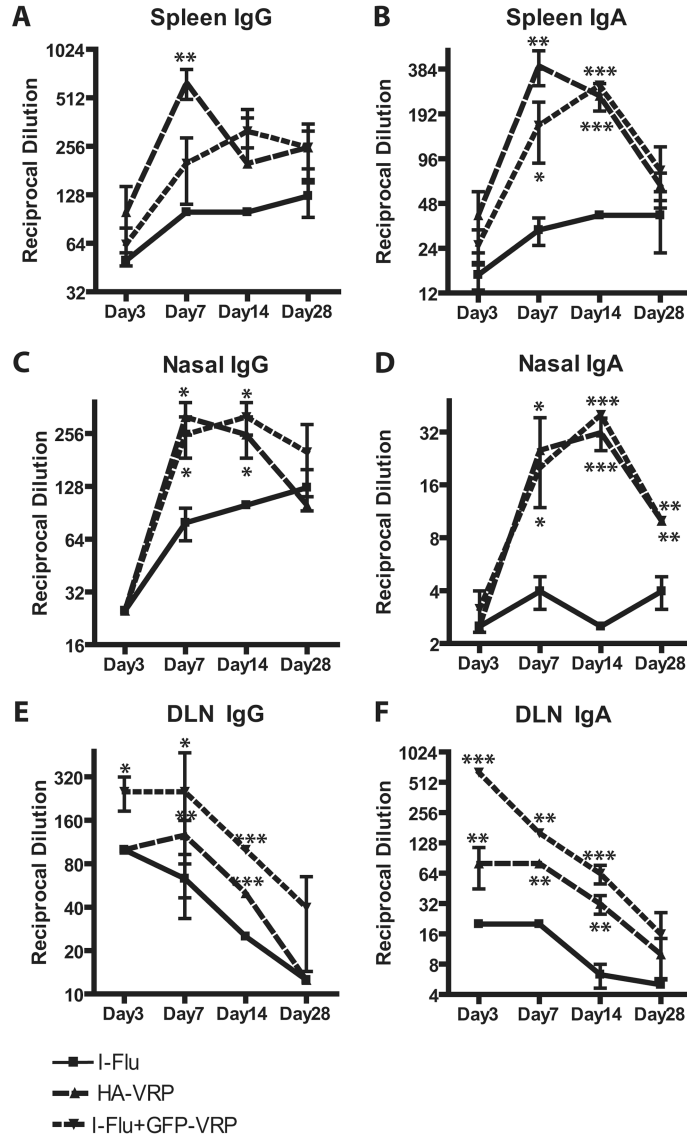 A
Spleen IgG
Reciprocal Dilution
1024
512
256
128
64
32
**
Day3 Day7 Day14 Day28
B
Spleen IgA
Reciprocal Dilution
384
192
96
48
24
12
**
***
***
*
Day3 Day7 Day14 Day28
C
Nasal IgG
Reciprocal Dilution
256
128
64
32
16
* *
* *
Day3 Day7 Day14 Day28
D
Nasal IgA
Reciprocal Dilution
32
16
8
4
2
* ***
***
*
**
**
Day3 Day7 Day14 Day28
E
DLN IgG
Reciprocal Dilution
320
160
80
40
20
10
* *
**
***
***
Day3 Day7 Day14 Day28
F
DLN IgA
Reciprocal Dilution
1024
512
256
128
64
32
16
8
4
***
**
**
***
**
**
Day3 Day7 Day14 Day28
I-Flu
HA-VRP
I-Flu+GFP-VRP